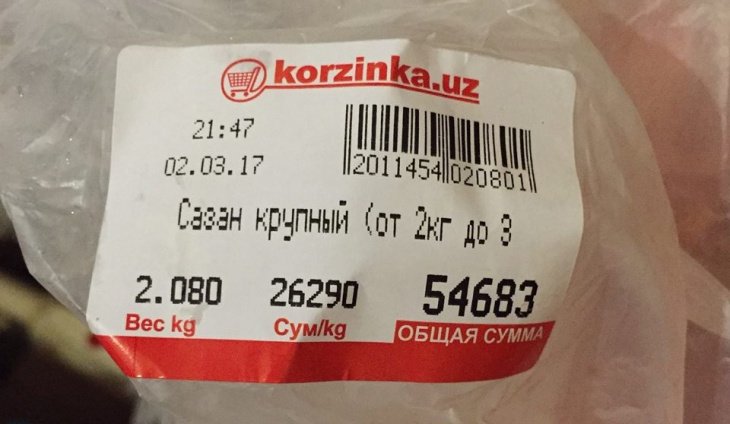 korzinka.uz
21:47
02.03.17
2011454 020801
Сазан крупный (от 2кг до 3
2.080 26290 54683
Вес kg Сум/kg ОБЩАЯ СУММА